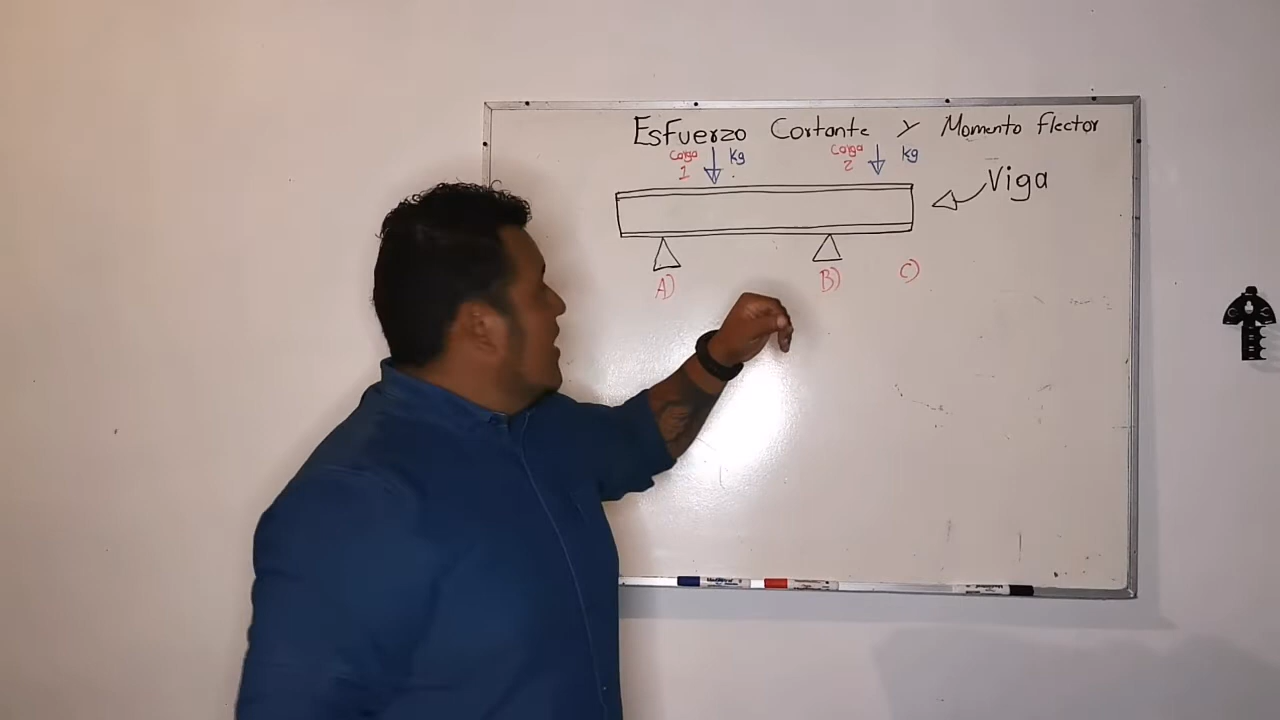 Esfuerzo Cortante y Momento flector
Carga 1 kg
Carga 2 kg
Viga
A) B) C)